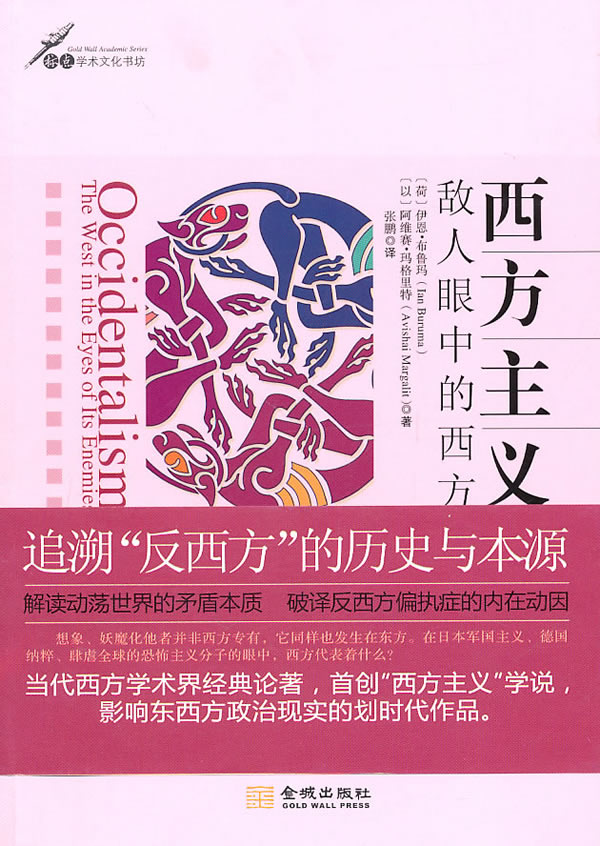 Gold Wall Academic Series
标点学术文化书坊
西方主义
敌人眼中的西方
〔荷〕伊恩·布鲁玛（Ian Buruma）
〔以〕阿维赛·玛格里特（Avishai Margalit）著
张鹏◎译
Occidentalism
The West in the Eyes of Its Enemies
追溯“反西方”的历史与本源
解读动荡世界的矛盾本质 破译反西方偏执症的内在动因
想象、妖魔化他者并非西方专有，它同样也发生在东方。在日本军国主义、德国
纳粹、肆虐全球的恐怖主义分子的眼中，西方代表着什么？
当代西方学术界经典论著，首创“西方主义”学说，
影响东西方政治现实的划时代作品。
金城出版社
GOLD WALL PRESS